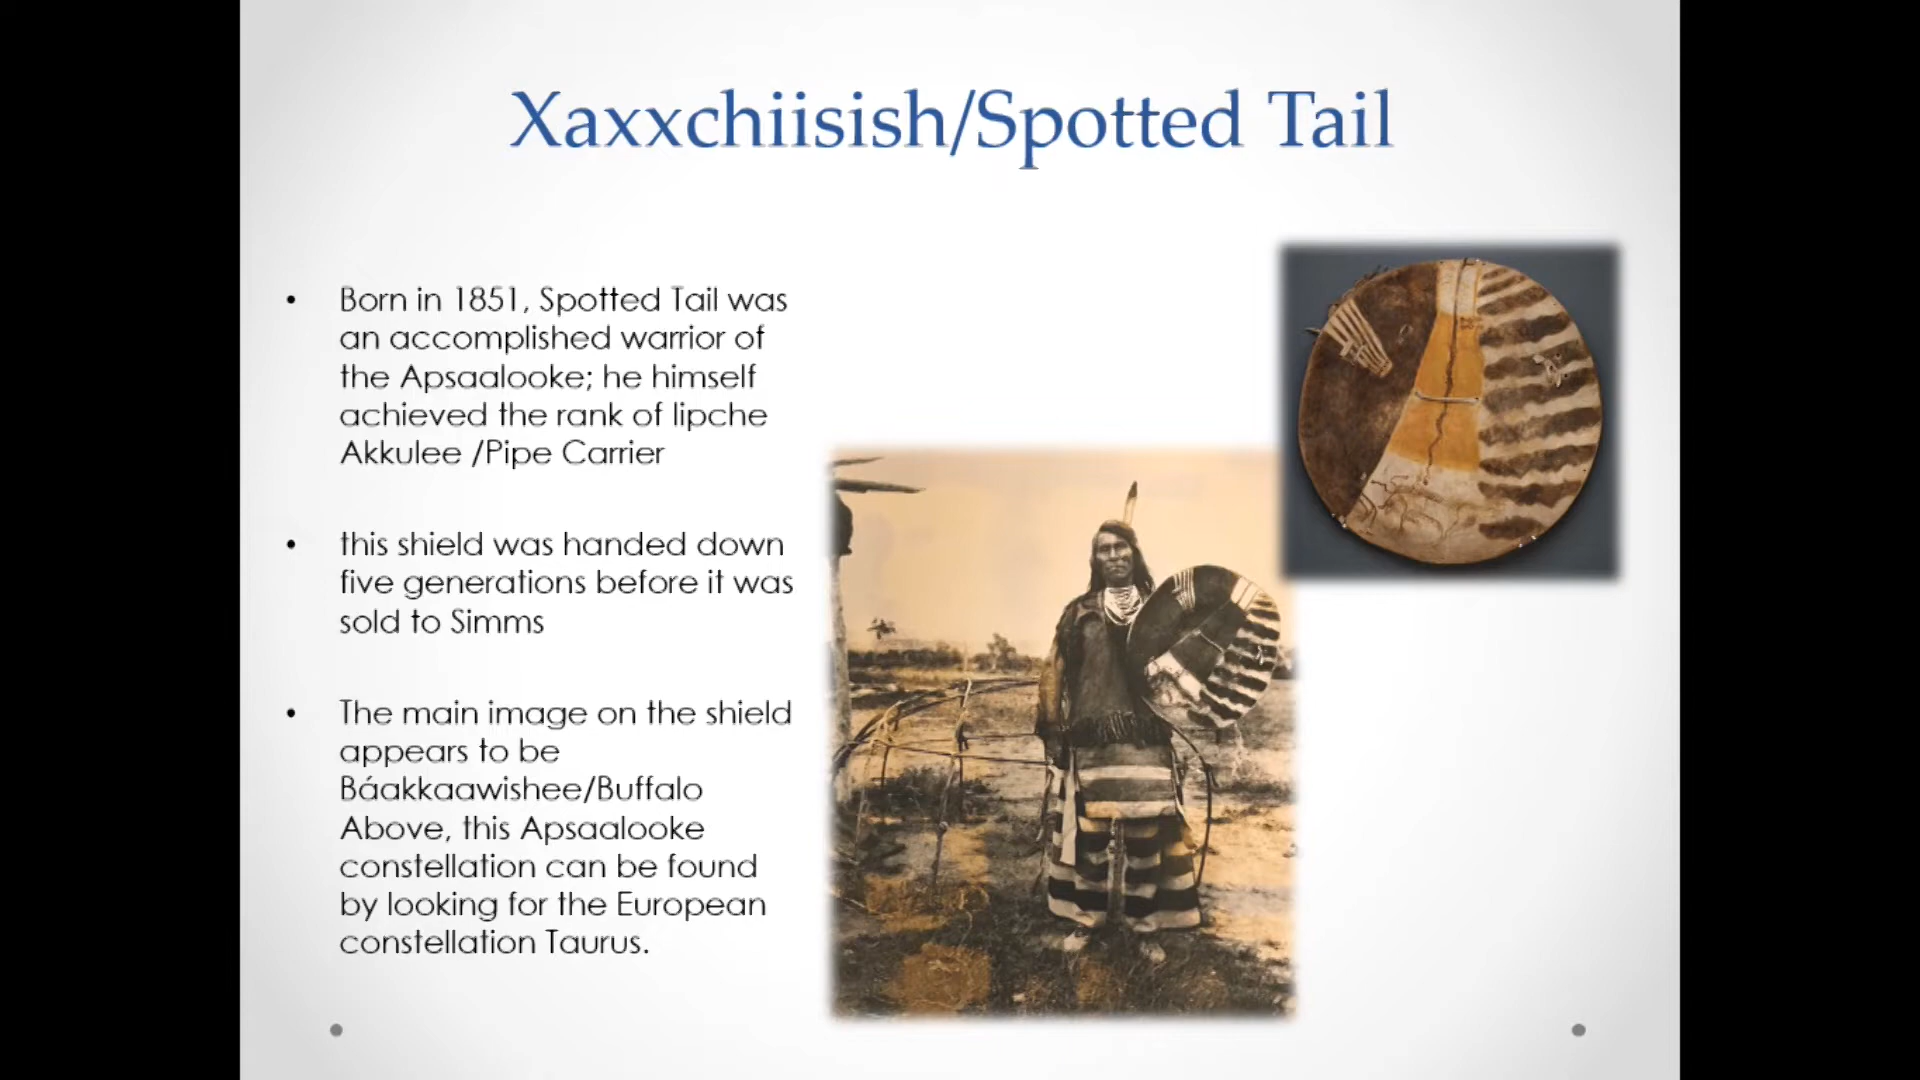 Xaxxchiisish/Spotted Tail
• Born in 1851, Spotted Tail was
an accomplished warrior of
the Apsaalooke; he himself
achieved the rank of Iipche
Akkulee /Pipe Carrier
• this shield was handed down
five generations before it was
sold to Simms
• The main image on the shield
appears to be
Báakkaawishee/Buffalo
Above, this Apsaalooke
constellation can be found
by looking for the European
constellation Taurus.